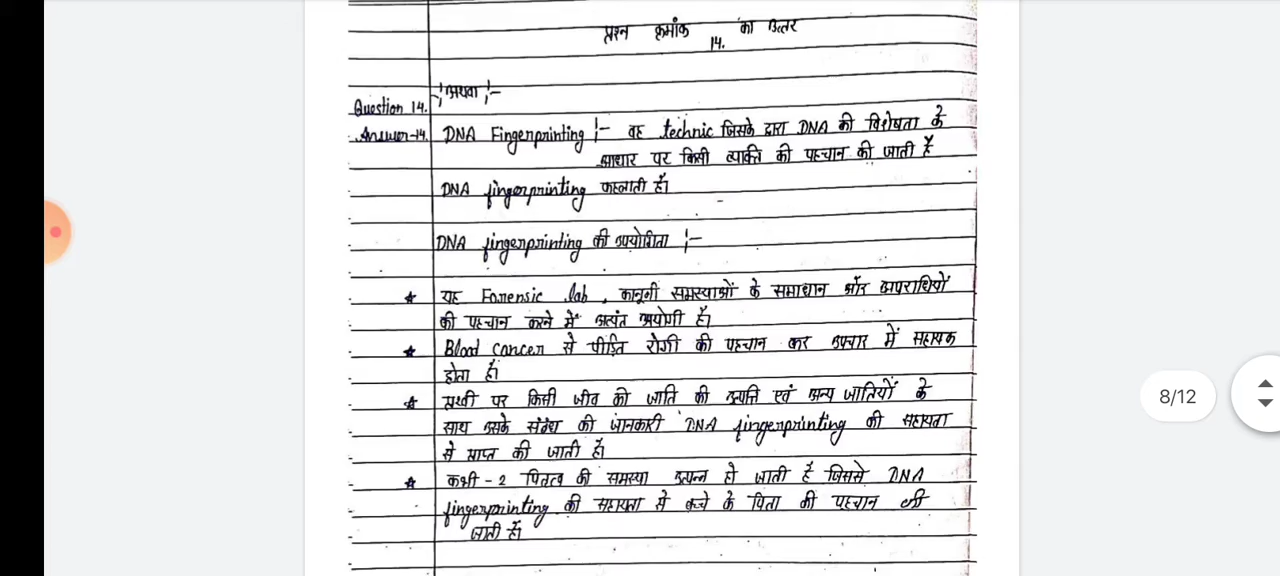 प्रश्न क्रमांक 14. का उत्तर
:अथवा:-
Question 14.
Answer-14. DNA Fingerprinting :- वह technic जिसके द्वारा DNA की विशेषता के
आधार पर किसी व्यक्ति की पहचान की जाती है
DNA fingerprinting कहलाती है।
DNA fingerprinting की उपयोगिता :-
★ यह Forensic lab, कानूनी समस्याओं के समाधान और अपराधियों
की पहचान करने में अत्यंत उपयोगी है।
★ Blood cancer से पीड़ित रोगी की पहचान कर उपचार में सहायक
होता है।
★ पृथ्वी पर किसी जीव की जाति की उत्पत्ति एवं अन्य जातियों के
साथ उसके संबंध की जानकारी DNA fingerprinting की सहायता
से प्राप्त की जाती है।
★ कभी-2 पितृत्व की समस्या उत्पन्न हो जाती है जिससे DNA
fingerprinting की सहायता से बच्चे के पिता की पहचान की
जाती है।
8/12